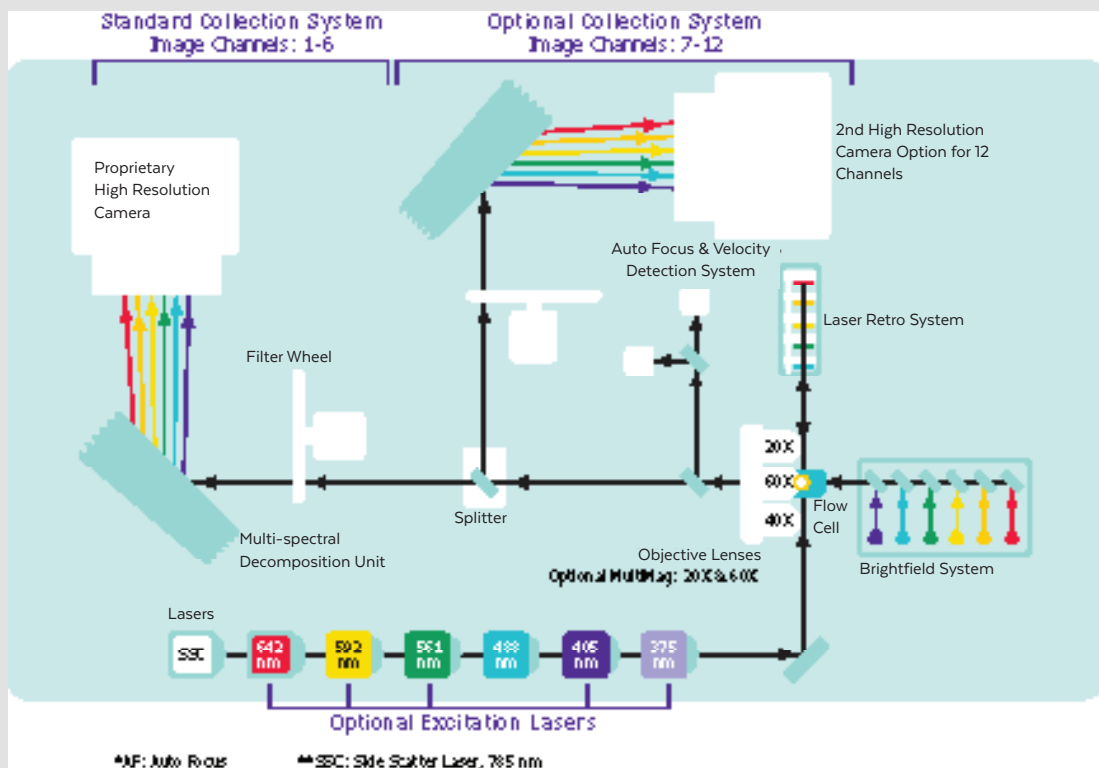 Standard Collection System
Image Channels: 1-6
Optional Collection System
Image Channels: 7-12
Proprietary
High Resolution
Camera
2nd High Resolution
Camera Option for 12
Channels
Auto Focus & Velocity
Detection System
Laser Retro System
Filter Wheel
20X
60X
40X
Flow
Cell
Splitter
Multi-spectral
Decomposition Unit
Objective Lenses
Optional MultiMag: 20X & 60X
Brightfield System
Lasers
SSC
642
nm
592
nm
561
nm
488
nm
405
nm
375
nm
Optional Excitation Lasers
*AF: Auto Focus
**SSC: Side Scatter Laser, 785 nm